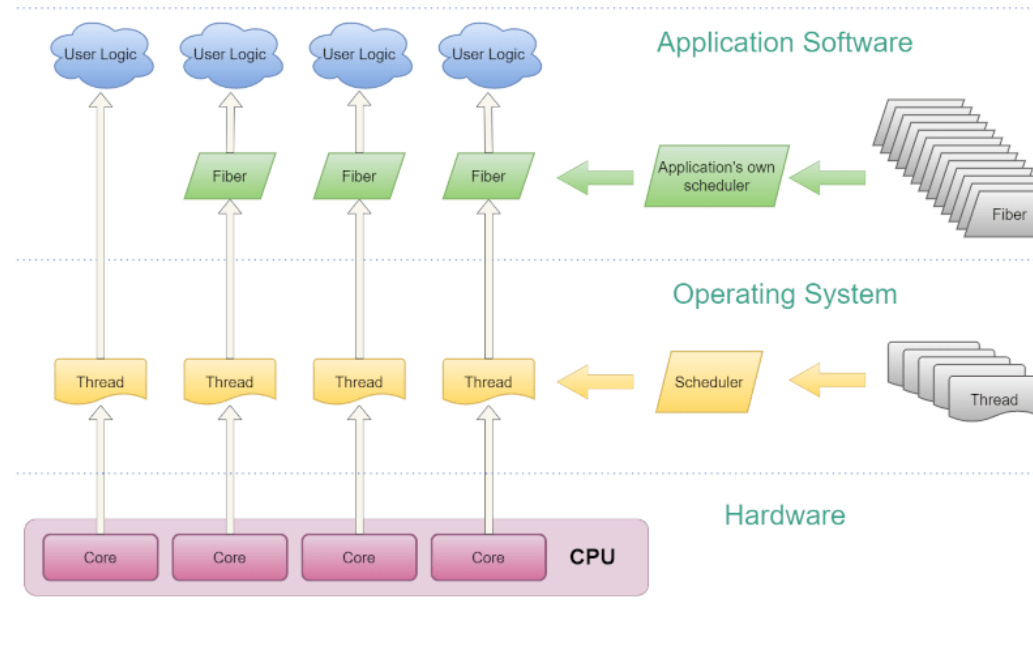 User Logic
User Logic
User Logic
User Logic
Application Software
Fiber
Fiber
Fiber
Application's own
scheduler
Fiber
Operating System
Thread
Thread
Thread
Thread
Scheduler
Thread
Hardware
Core
Core
Core
Core
CPU